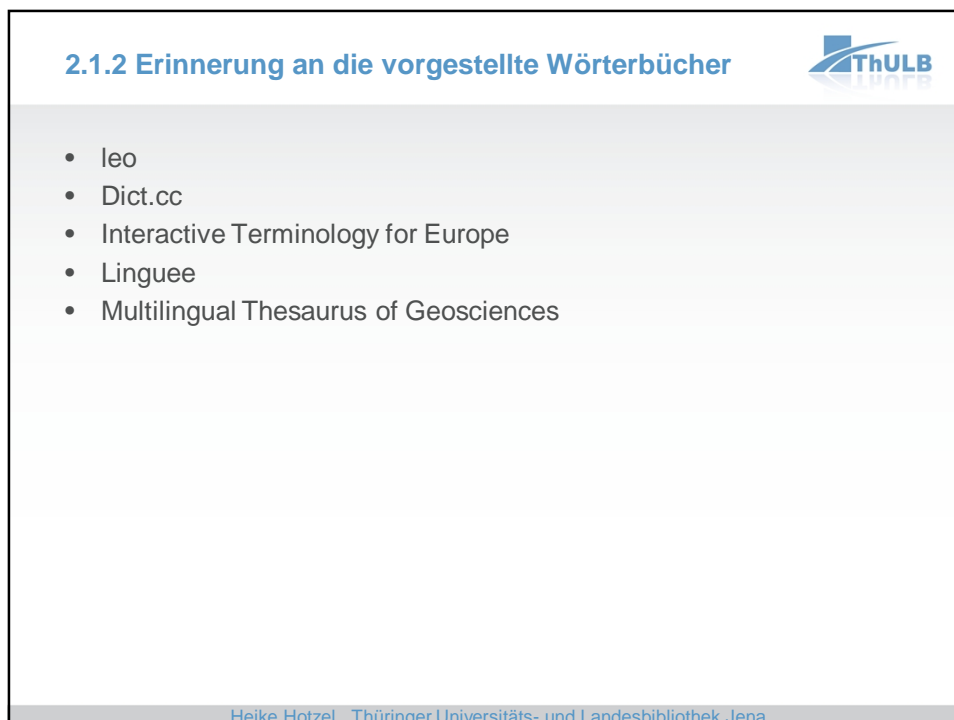 2.1.2 Erinnerung an die vorgestellte Wörterbücher
ThULB
• leo
• Dict.cc
• Interactive Terminology for Europe
• Linguee
• Multilingual Thesaurus of Geosciences
Heike Hotzel, Thüringer Universitäts- und Landesbibliothek Jena